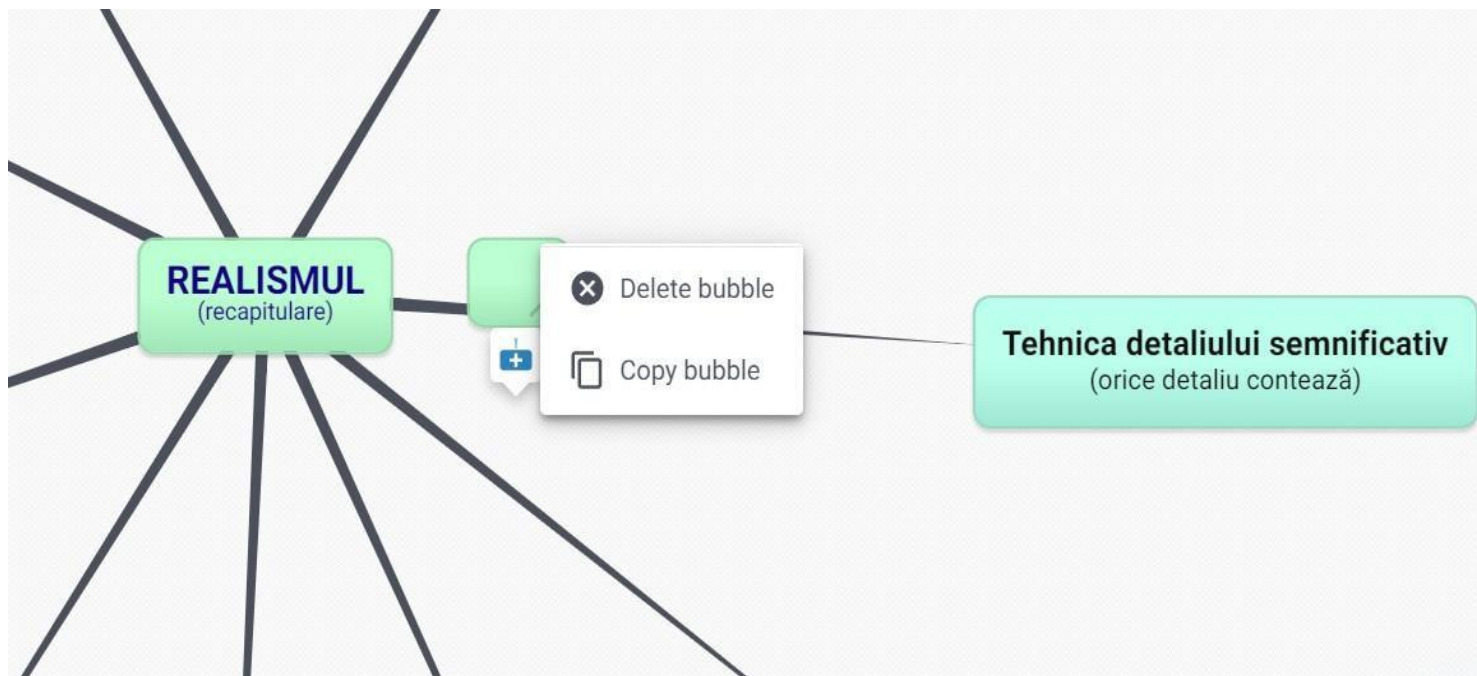 REALISMUL
(recapitulare)
Delete bubble
Copy bubble
Tehnica detaliului semnificativ
(orice detaliu contează)